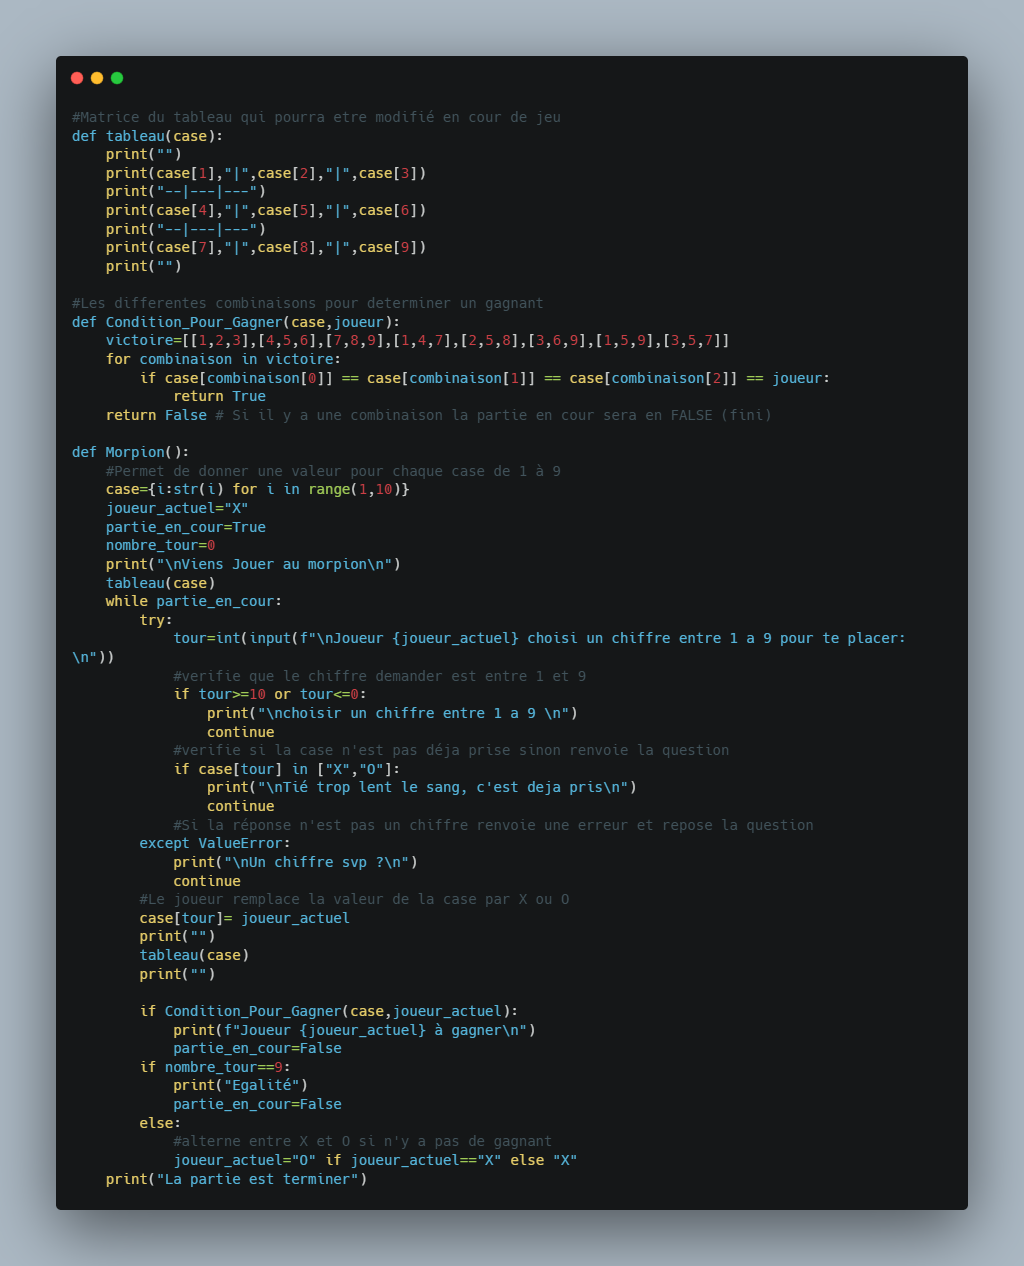 #Matrice du tableau qui pourra etre modifié en cour de jeu
def tableau(case):
    print("")
    print(case[1],"|",case[2],"|",case[3])
    print("--|---|---")
    print(case[4],"|",case[5],"|",case[6])
    print("--|---|---")
    print(case[7],"|",case[8],"|",case[9])
    print("")

#Les differentes combinaisons pour determiner un gagnant
def Condition_Pour_Gagner(case,joueur):
    victoire=[[1,2,3],[4,5,6],[7,8,9],[1,4,7],[2,5,8],[3,6,9],[1,5,9],[3,5,7]]
    for combinaison in victoire:
        if case[combinaison[0]] == case[combinaison[1]] == case[combinaison[2]] == joueur:
            return True
    return False # Si il y a une combinaison la partie en cour sera en FALSE (fini)

def Morpion():
    #Permet de donner une valeur pour chaque case de 1 à 9
    case={i:str(i) for i in range(1,10)}
    joueur_actuel="X"
    partie_en_cour=True
    nombre_tour=0
    print("\nViens Jouer au morpion\n")
    tableau(case)
    while partie_en_cour:
        try:
            tour=int(input(f"\nJoueur {joueur_actuel} choisi un chiffre entre 1 a 9 pour te placer:
\n"))
            #verifie que le chiffre demander est entre 1 et 9
            if tour>=10 or tour<=0:
                print("\nchoisir un chiffre entre 1 a 9 \n")
                continue
            #verifie si la case n'est pas déja prise sinon renvoie la question
            if case[tour] in ["X","O"]:
                print("\nTié trop lent le sang, c'est deja pris\n")
                continue
            #Si la réponse n'est pas un chiffre renvoie une erreur et repose la question
        except ValueError:
            print("\nUn chiffre svp ?\n")
            continue
        #Le joueur remplace la valeur de la case par X ou O
        case[tour]= joueur_actuel
        print("")
        tableau(case)
        print("")

        if Condition_Pour_Gagner(case,joueur_actuel):
            print(f"Joueur {joueur_actuel} à gagner\n")
            partie_en_cour=False
        if nombre_tour==9:
            print("Egalité")
            partie_en_cour=False
        else:
            #alterne entre X et O si n'y a pas de gagnant
            joueur_actuel="O" if joueur_actuel=="X" else "X"
    print("La partie est terminer")